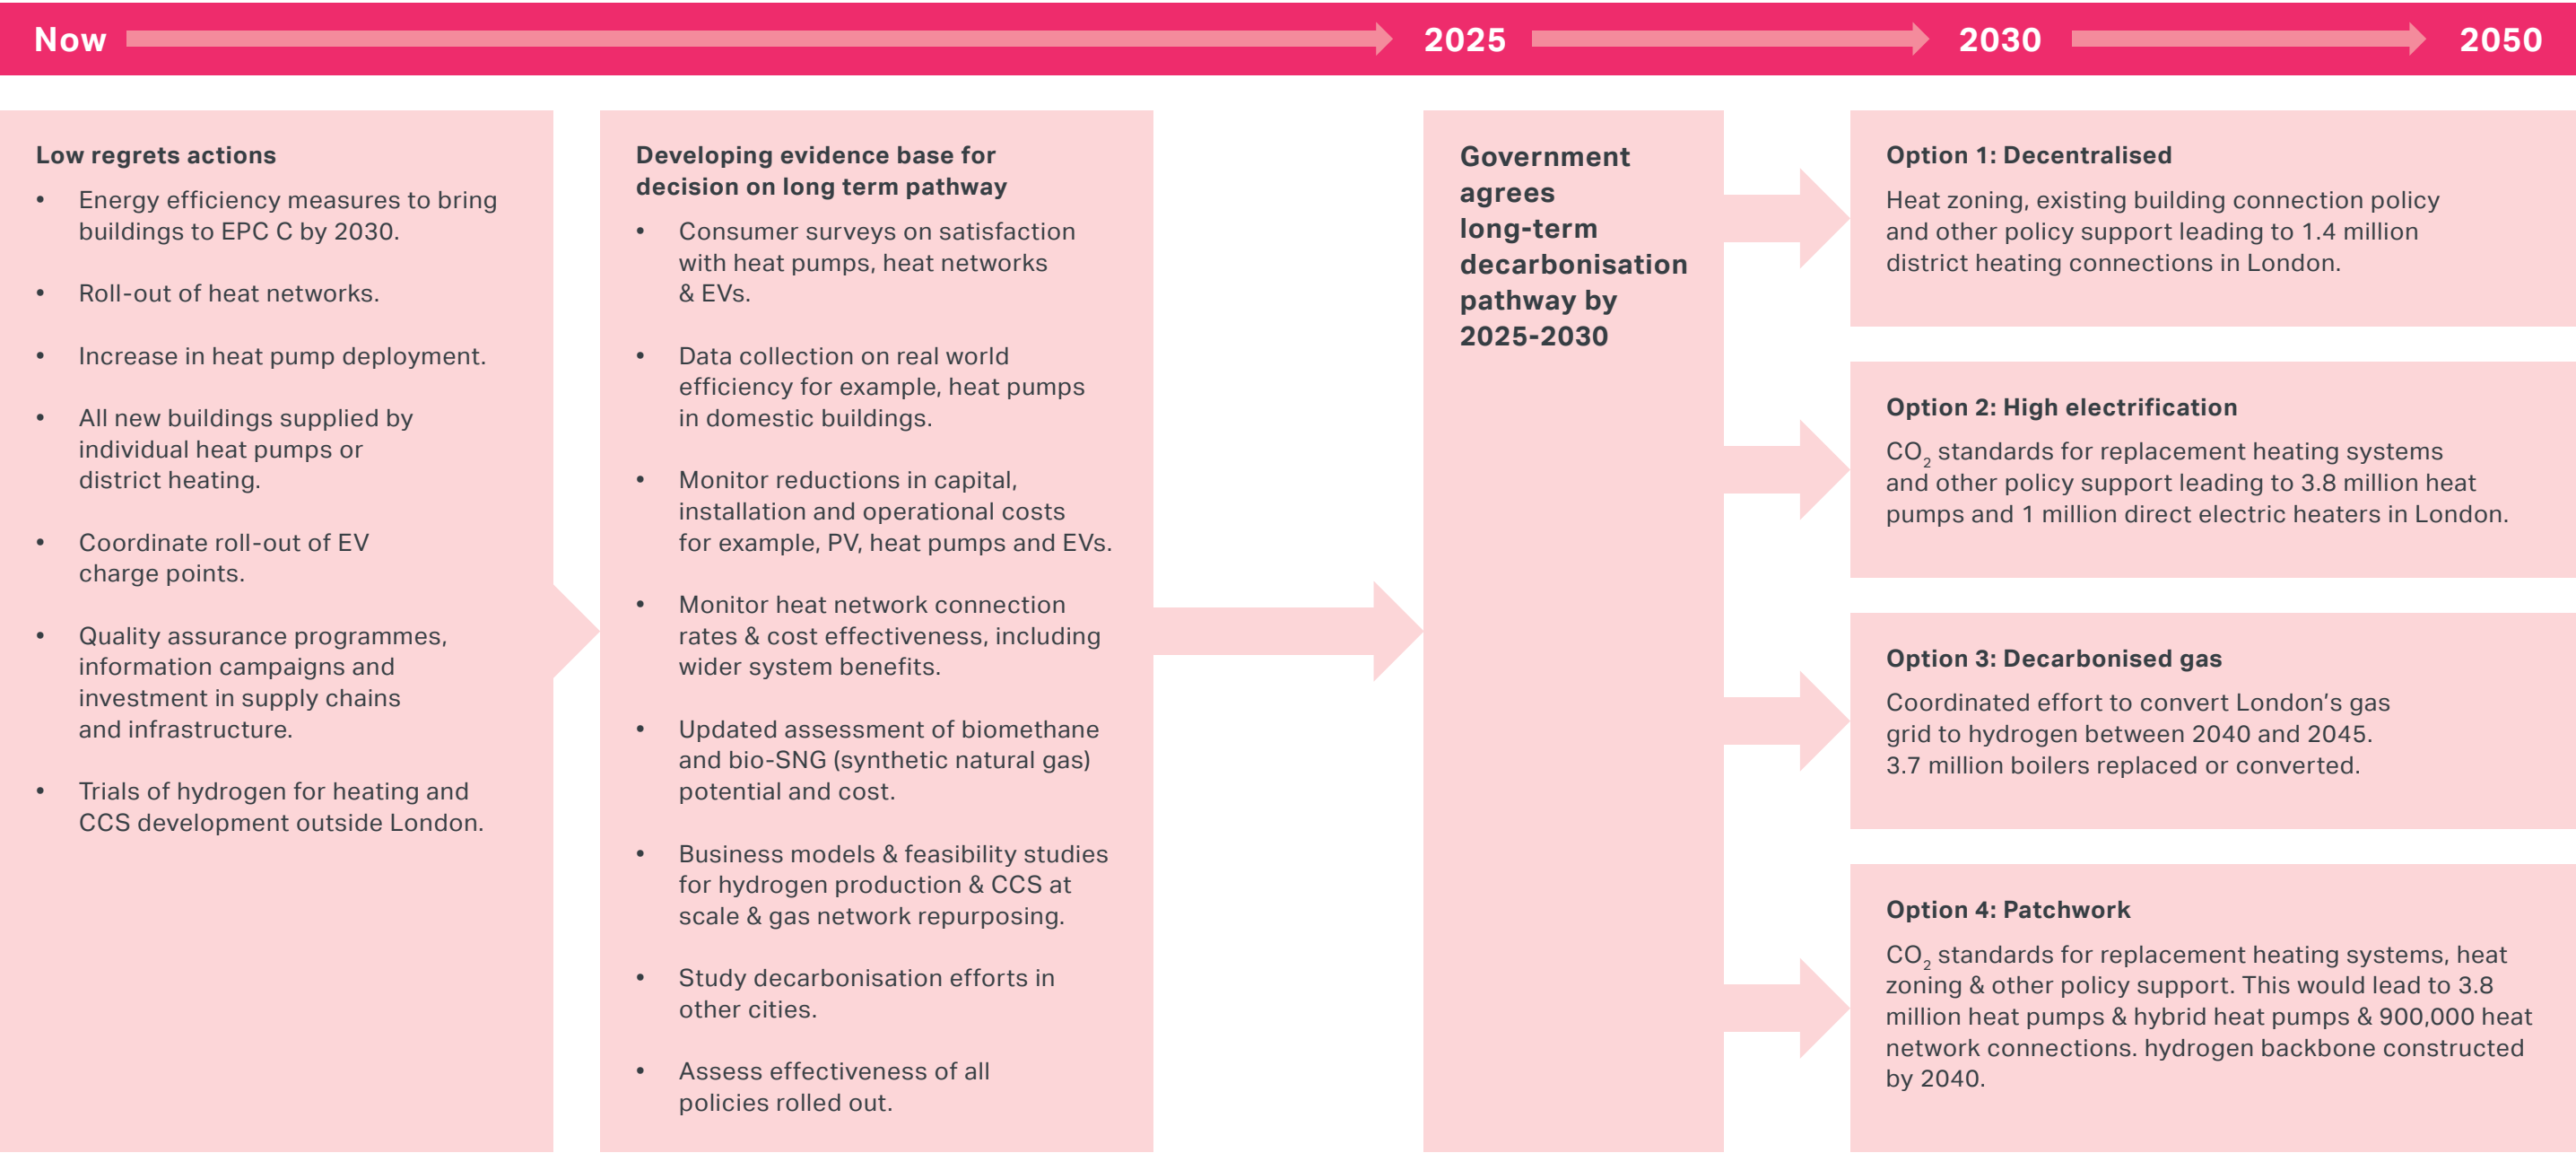 Now 2025 2030 2050
Low regrets actions
• Energy efficiency measures to bring
buildings to EPC C by 2030.
• Roll-out of heat networks.
• Increase in heat pump deployment.
• All new buildings supplied by
individual heat pumps or
district heating.
• Coordinate roll-out of EV
charge points.
• Quality assurance programmes,
information campaigns and
investment in supply chains
and infrastructure.
• Trials of hydrogen for heating and
CCS development outside London.
Developing evidence base for
decision on long term pathway
• Consumer surveys on satisfaction
with heat pumps, heat networks
& EVs.
• Data collection on real world
efficiency for example, heat pumps
in domestic buildings.
• Monitor reductions in capital,
installation and operational costs
for example, PV, heat pumps and EVs.
• Monitor heat network connection
rates & cost effectiveness, including
wider system benefits.
• Updated assessment of biomethane
and bio-SNG (synthetic natural gas)
potential and cost.
• Business models & feasibility studies
for hydrogen production & CCS at
scale & gas network repurposing.
• Study decarbonisation efforts in
other cities.
• Assess effectiveness of all
policies rolled out.
Government
agrees
long-term
decarbonisation
pathway by
2025-2030
Option 1: Decentralised
Heat zoning, existing building connection policy
and other policy support leading to 1.4 million
district heating connections in London.
Option 2: High electrification
CO₂ standards for replacement heating systems
and other policy support leading to 3.8 million heat
pumps and 1 million direct electric heaters in London.
Option 3: Decarbonised gas
Coordinated effort to convert London’s gas
grid to hydrogen between 2040 and 2045.
3.7 million boilers replaced or converted.
Option 4: Patchwork
CO₂ standards for replacement heating systems, heat
zoning & other policy support. This would lead to 3.8
million heat pumps & hybrid heat pumps & 900,000 heat
network connections. hydrogen backbone constructed
by 2040.